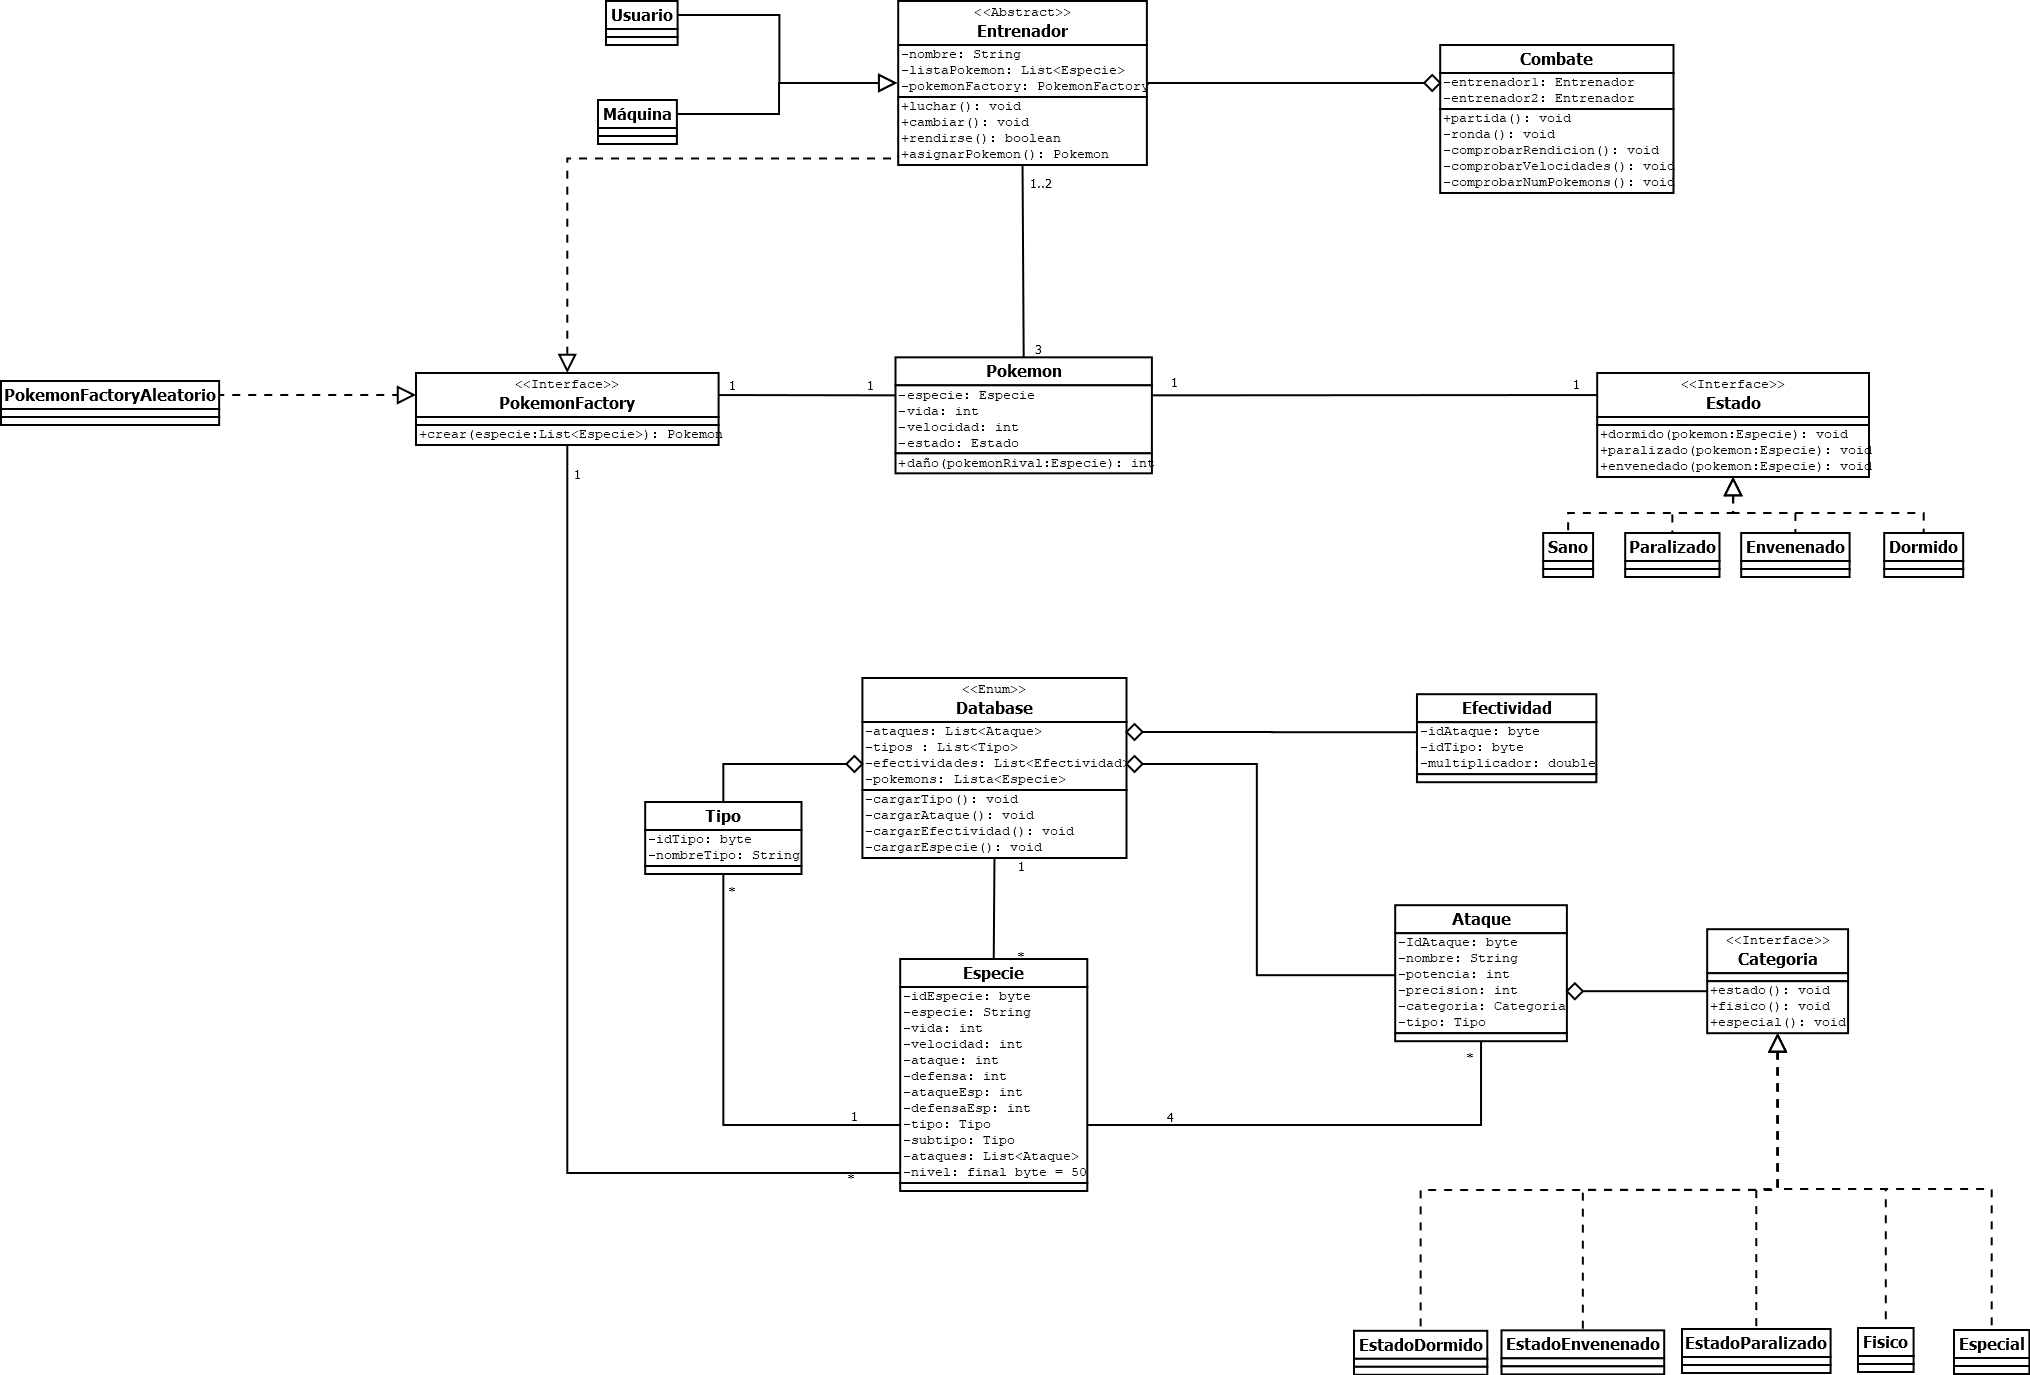 Usuario
Máquina
<<Abstract>>
Entrenador
-nombre: String
-listaPokemon: List<Especie>
-pokemonFactory: PokemonFactory
+luchar(): void
+cambiar(): void
+rendirse(): boolean
+asignarPokemon(): Pokemon
Combate
-entrenador1: Entrenador
-entrenador2: Entrenador
+partida(): void
-ronda(): void
-comprobarRendicion(): void
-comprobarVelocidades(): void
-comprobarNumPokemons(): void
1..2
3
PokemonFactoryAleatorio
<<Interface>>
PokemonFactory
+crear(especie:List<Especie>): Pokemon
1
1
1
Pokemon
-especie: Especie
-vida: int
-velocidad: int
-estado: Estado
+daño(pokemonRival:Especie): int
1
1
<<Interface>>
Estado
+dormido(pokemon:Especie): void
+paralizado(pokemon:Especie): void
+envenedado(pokemon:Especie): void
Sano
Paralizado
Envenenado
Dormido
<<Enum>>
Database
-ataques: List<Ataque>
-tipos : List<Tipo>
-efectividades: List<Efectividad>
-pokemons: Lista<Especie>
-cargarTipo(): void
-cargarAtaque(): void
-cargarEfectividad(): void
-cargarEspecie(): void
Efectividad
-idAtaque: byte
-idTipo: byte
-multiplicador: double
Tipo
-idTipo: byte
-nombreTipo: String
*
1
*
Especie
-idEspecie: byte
-especie: String
-vida: int
-velocidad: int
-ataque: int
-defensa: int
-ataqueEsp: int
-defensaEsp: int
-tipo: Tipo
-subtipo: Tipo
-ataques: List<Ataque>
-nivel: final byte = 50
1
*
4
*
Ataque
-IdAtaque: byte
-nombre: String
-potencia: int
-precision: int
-categoria: Categoria
-tipo: Tipo
<<Interface>>
Categoria
+estado(): void
+fisico(): void
+especial(): void
EstadoDormido
EstadoEnvenenado
EstadoParalizado
Fisico
Especial